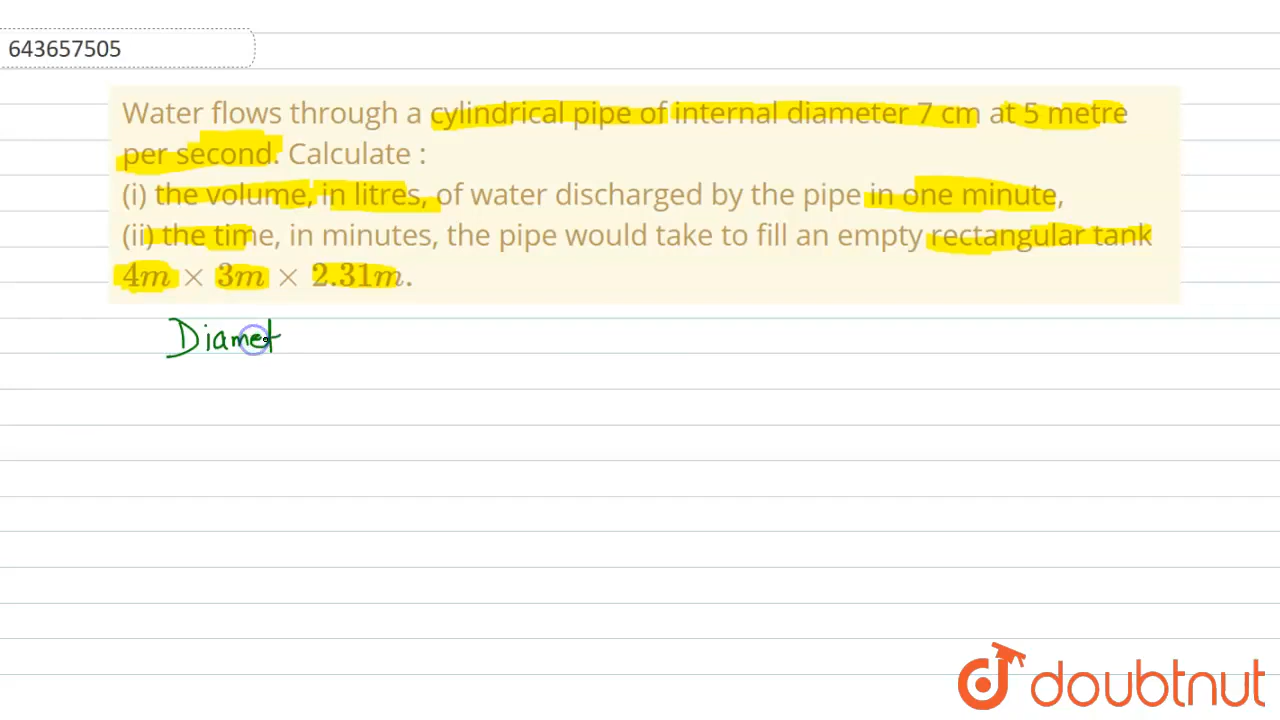 643657505
Water flows through a cylindrical pipe of internal diameter 7 cm at 5 metre
per second. Calculate :
(i) the volume, in litres, of water discharged by the pipe in one minute,
(ii) the time, in minutes, the pipe would take to fill an empty rectangular tank
4m × 3m × 2.31m.
Diamet
doubtnut